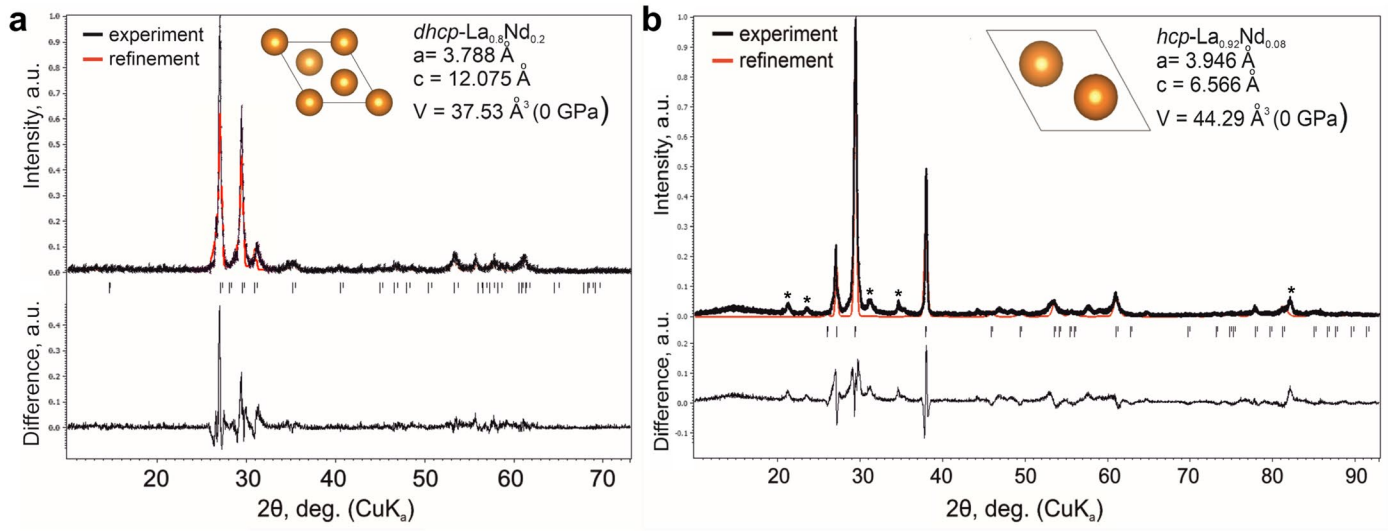 a
experiment
refinement
dhcp-La0.8Nd0.2
a= 3.788 Å
c = 12.075 Å
V = 37.53 Å3 (0 GPa)
Intensity, a.u.
1.0
0.9
0.8
0.7
0.6
0.5
0.4
0.3
0.2
0.1
0.0
Difference, a.u.
0.4
0.3
0.2
0.1
0.0
20 30 40 50 60 70
2θ, deg. (CuKa)
b
experiment
refinement
hcp-La0.92Nd0.08
a= 3.946 Å
c = 6.566 Å
V = 44.29 Å3 (0 GPa)
Intensity, a.u.
1.0
0.9
0.8
0.7
0.6
0.5
0.4
0.3
0.2
0.1
0.0
* * * * *
Difference, a.u.
0.2
0.1
0.0
-0.1
20 30 40 50 60 70 80 90
2θ, deg. (CuKa)